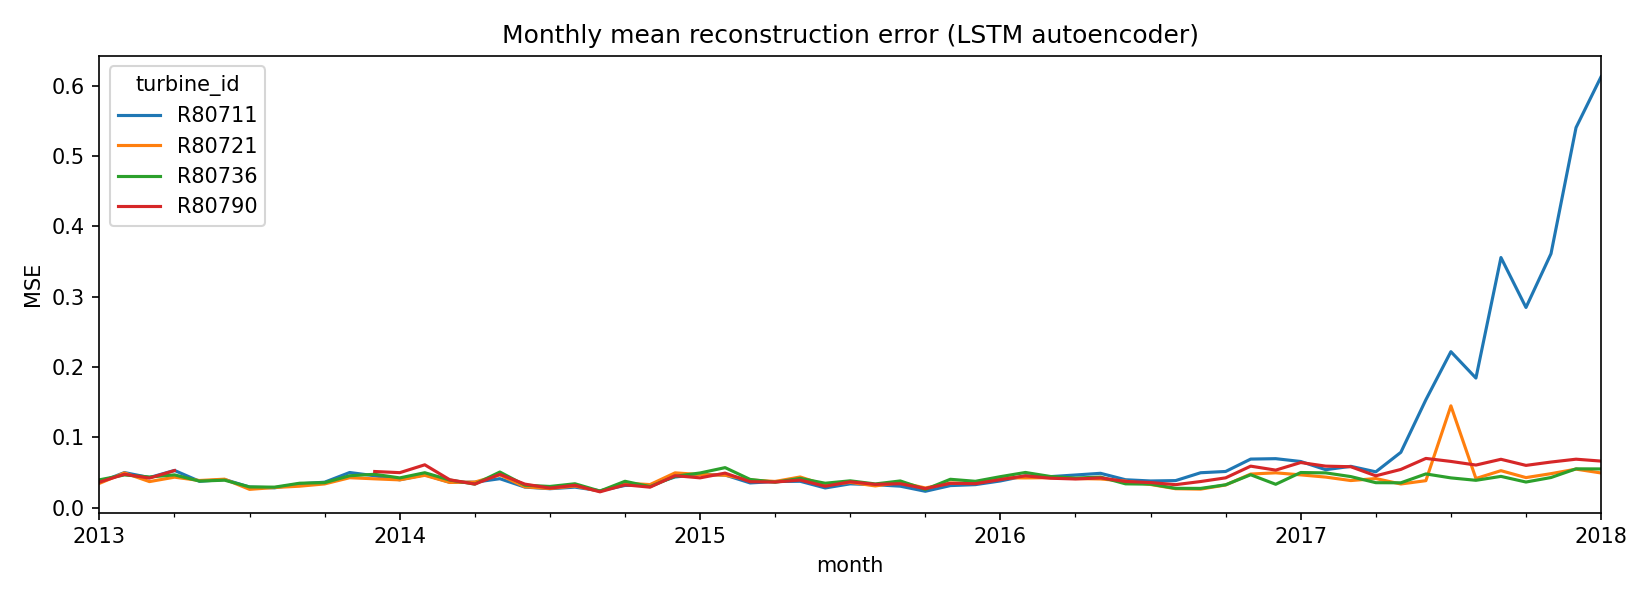 Monthly mean reconstruction error (LSTM autoencoder)
turbine_id
R80711
R80721
R80736
R80790
MSE
0.6
0.5
0.4
0.3
0.2
0.1
0.0
2013 2014 2015 2016 2017 2018
month